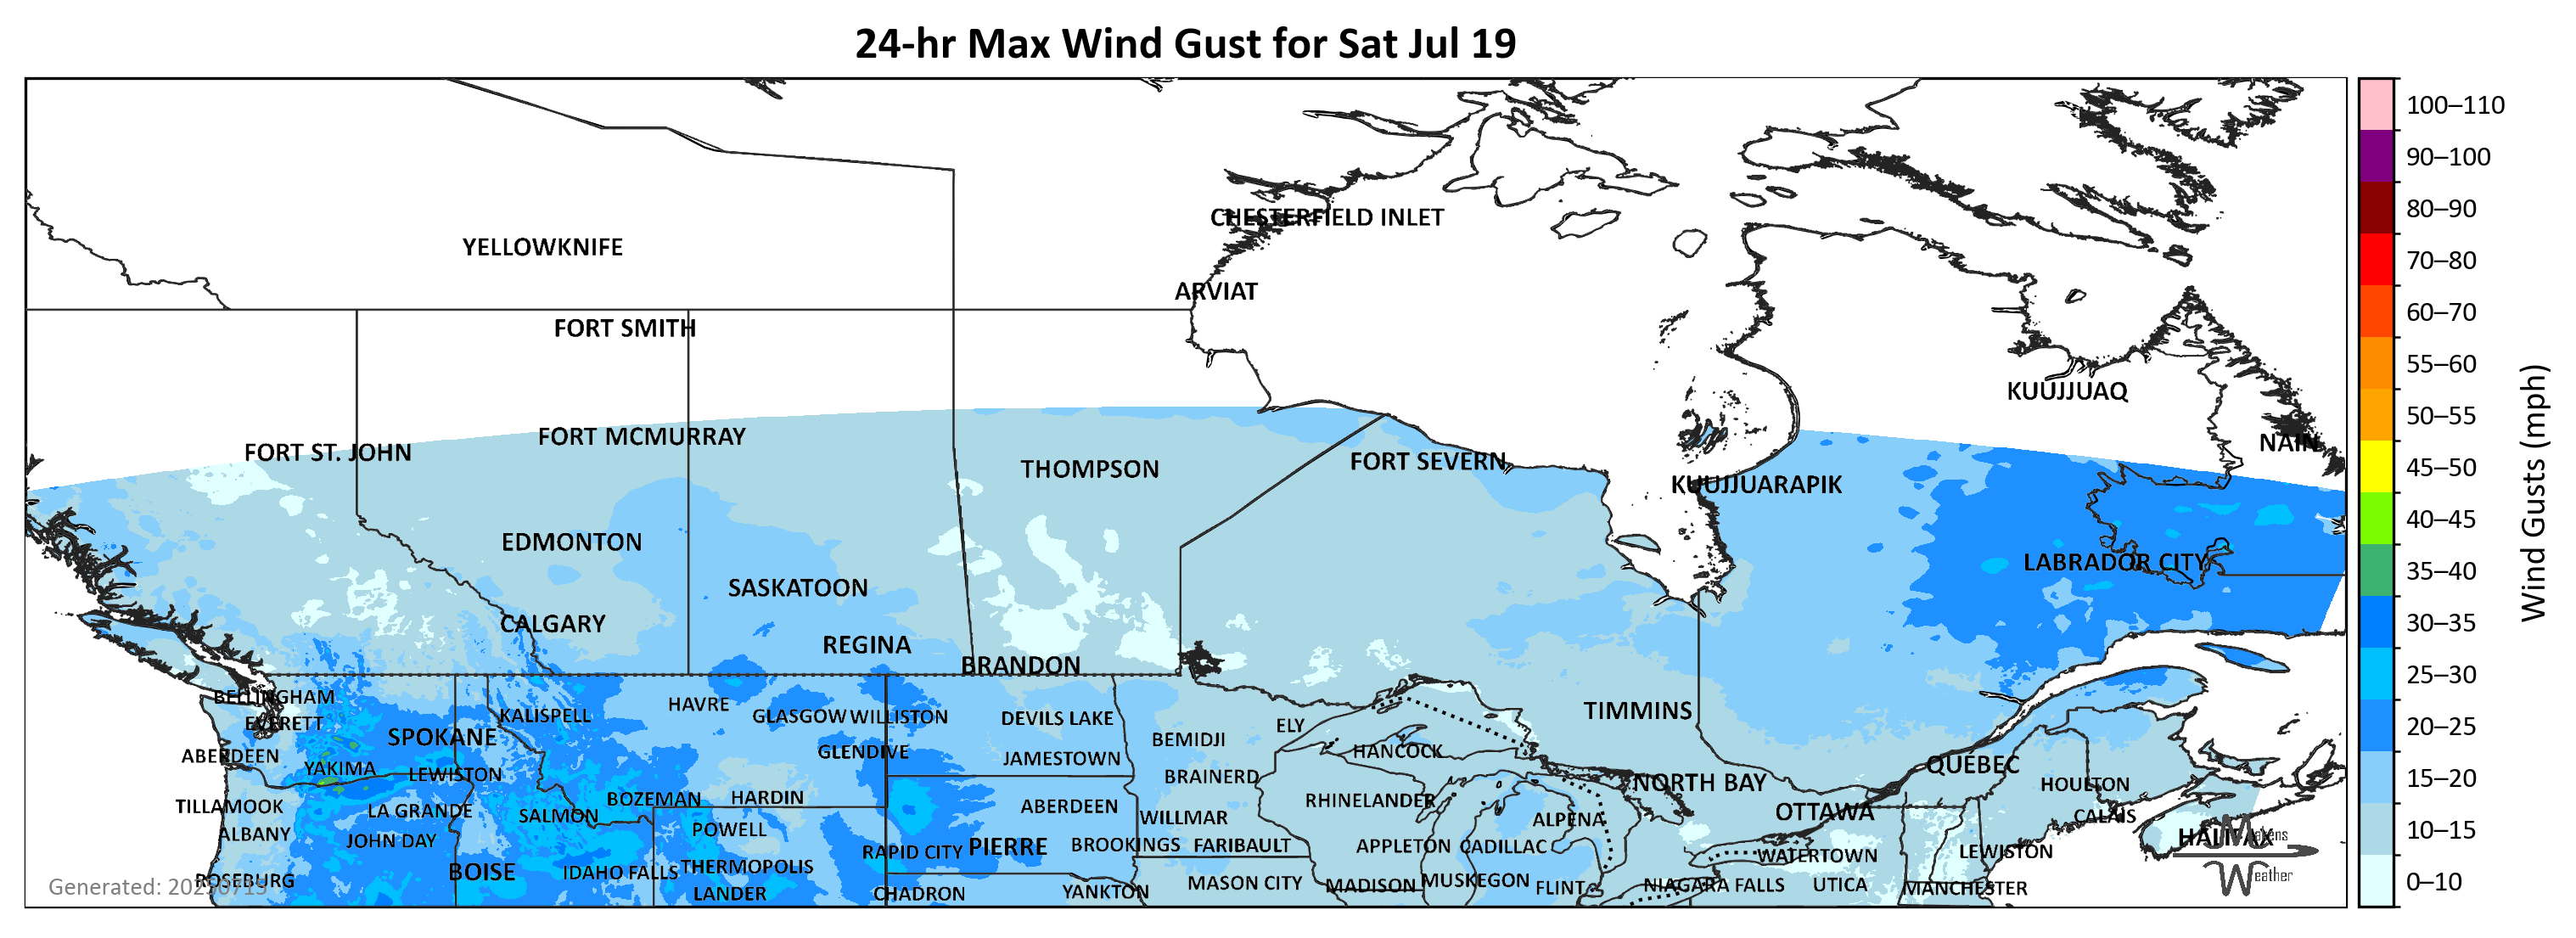 24-hr Max Wind Gust for Sat Jul 19
100–110
90–100
CHESTERFIELD INLET
80–90
YELLOWKNIFE
70–80
ARVIAT
60–70
FORT SMITH
55–60
KUUJJUAQ
50–55
FORT MCMURRAY
NAIN
FORT ST. JOHN
THOMPSON
FORT SEVERN
45–50
KUUJJUARAPIK
Wind Gusts (mph)
40–45
EDMONTON
LABRADOR CITY
35–40
SASKATOON
CALGARY
30–35
REGINA
BRANDON
25–30
BELLINGHAM
HAVRE
KALISPELL
GLASGOW
WILLISTON
DEVILS LAKE
TIMMINS
EVERETT
ELY
20–25
SPOKANE
BEMIDJI
ABERDEEN
GLENDIVE
JAMESTOWN
HANCOCK
YAKIMA
LEWISTON
BRAINERD
QUEBEC
15–20
NORTH BAY
HOULTON
TILLAMOOK
LA GRANDE
SALMON
BOZEMAN
HARDIN
ABERDEEN
WILLMAR
RHINELANDER
ALPENA
OTTAWA
CALAIS
10–15
ALBANY
JOHN DAY
POWELL
RAPID CITY
PIERRE
BROOKINGS
FARIBAULT
APPLETON
CADILLAC
WATERTOWN
LEWISTON
HALIFAX
Makens
Weather
ROSEBURG
BOISE
IDAHO FALLS
THERMOPOLIS
LANDER
CHADRON
YANKTON
MASON CITY
MADISON
MUSKEGON
FLINT
NIAGARA FALLS
UTICA
MANCHESTER
0–10
Generated: